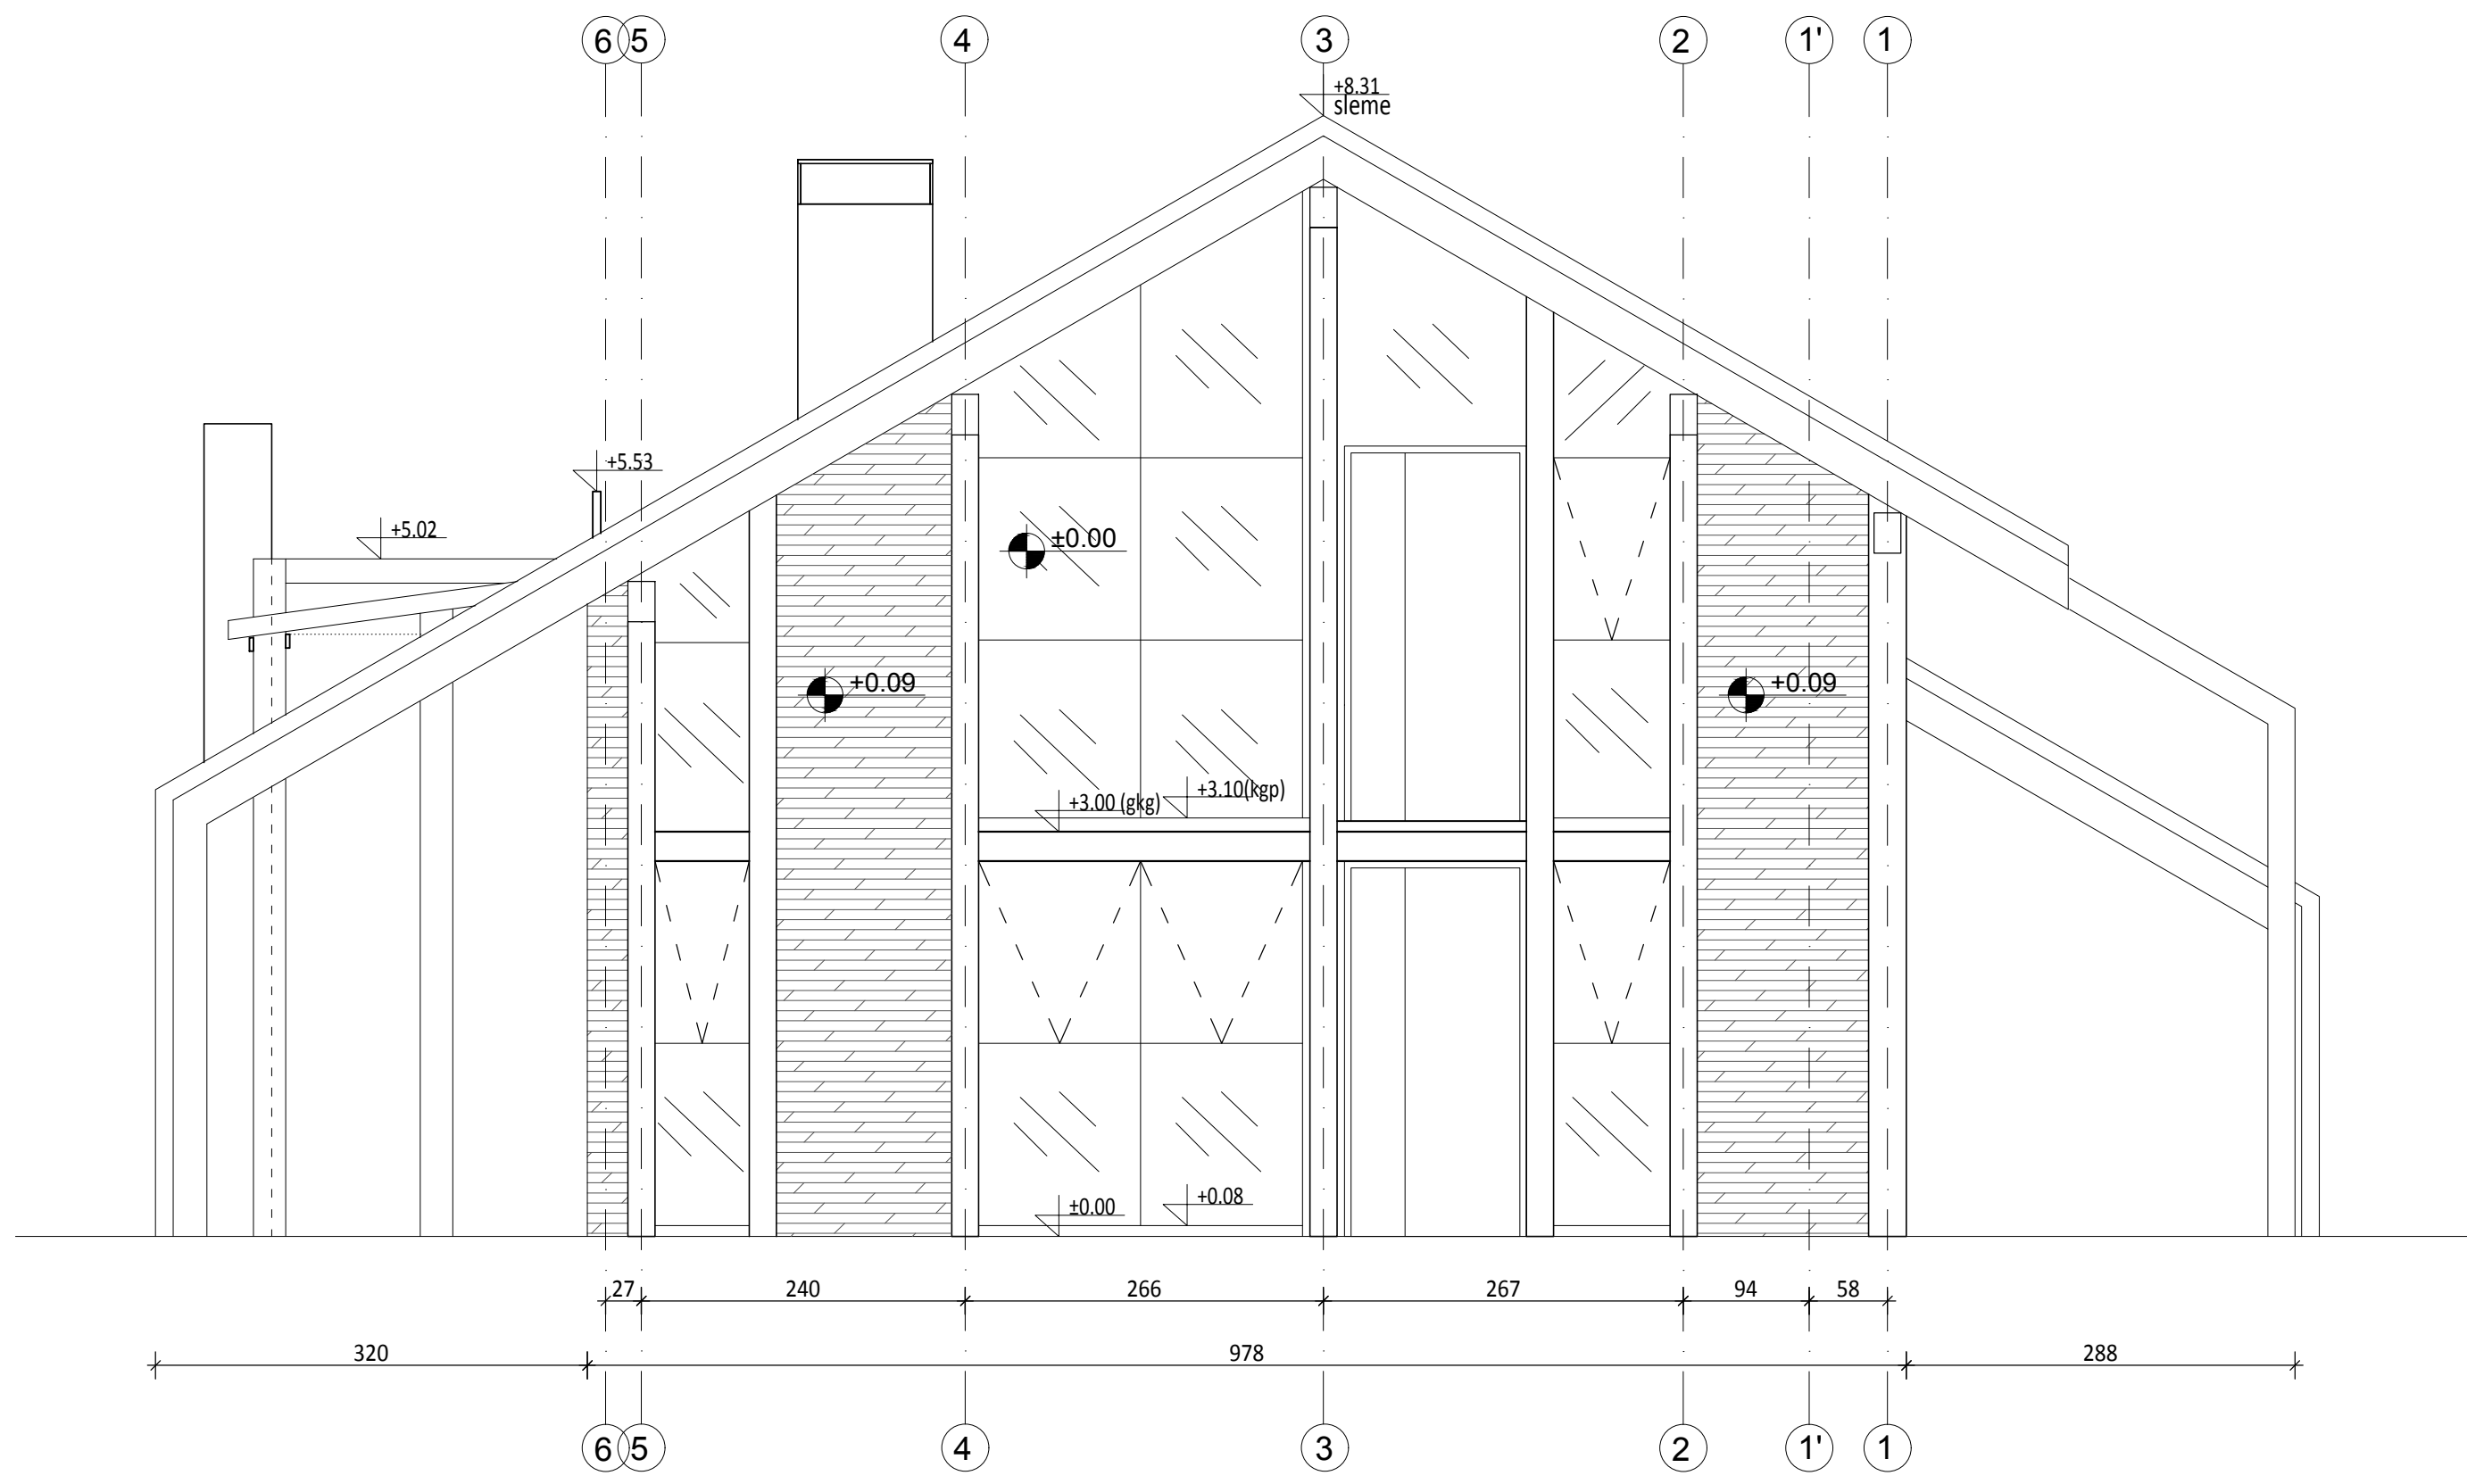 6 5 4 3 2 1' 1
+8.31
sleme
+5.53
+5.02
±0.00
+0.09
+0.09
+3.00 (gkg)
+3.10(kgp)
±0.00
+0.08
27 240 266 267 94 58
320 978 288
6 5 4 3 2 1' 1